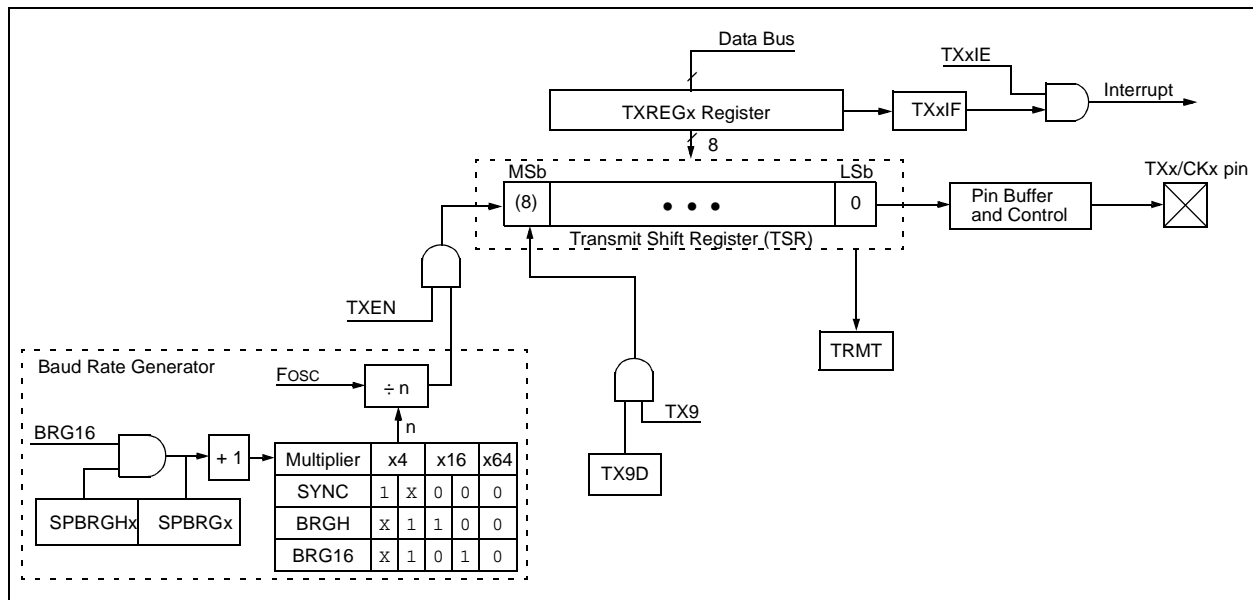 Data Bus
TXxIE
Interrupt
TXREGx Register
TXxIF
8
MSb
LSb
TXx/CKx pin
(8)
• • •
0
Pin Buffer
and Control
Transmit Shift Register (TSR)
TXEN
TRMT
Baud Rate Generator
FOSC
÷ n
TX9
BRG16
n
+ 1
Multiplier x4 x16 x64
TX9D
SYNC 1 X 0 0 0
SPBRGHx SPBRGx
BRGH X 1 1 0 0
BRG16 X 1 0 1 0